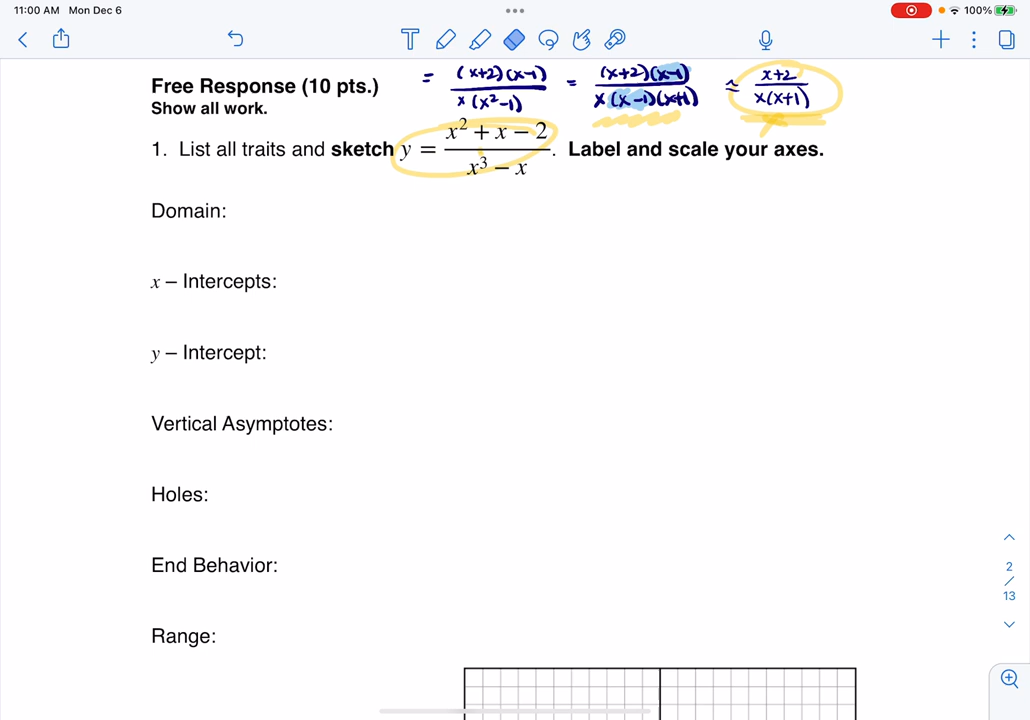 11:00 AM Mon Dec 6 100%
Free Response (10 pts.) = (x+2)(x-1) / x(x²-1) = (x+2)(x-1) / x(x-1)(x+1) ≈ x+2 / x(x+1)
Show all work.
1. List all traits and sketch y = x² + x − 2 / x³ − x. Label and scale your axes.
Domain:
x – Intercepts:
y – Intercept:
Vertical Asymptotes:
Holes:
End Behavior:
Range:
2
/
13